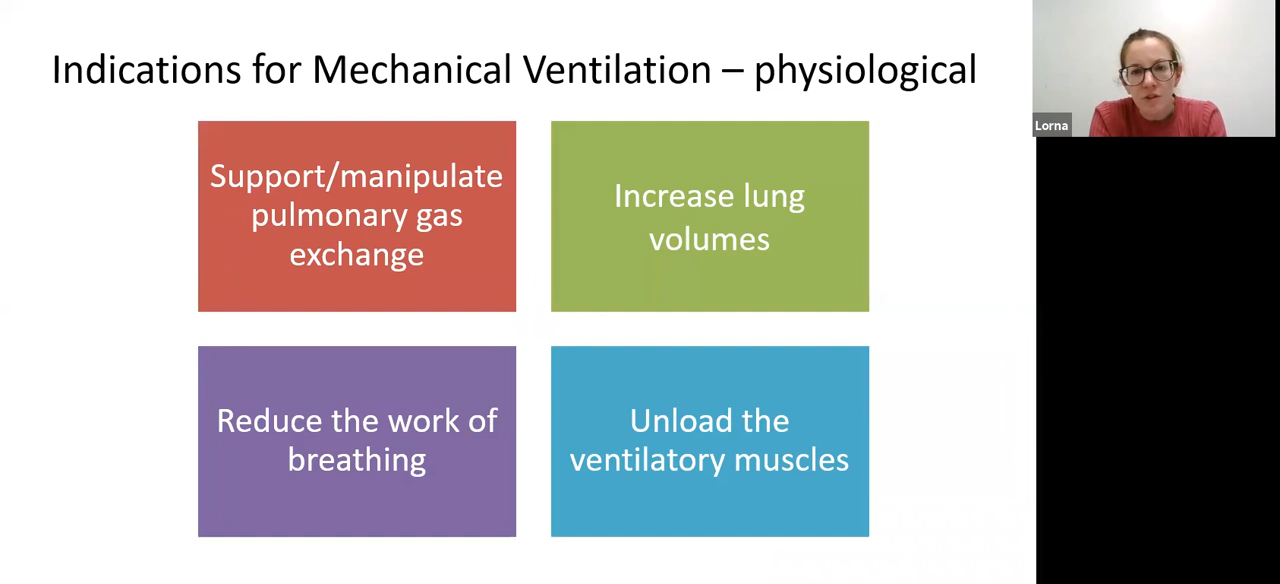 Indications for Mechanical Ventilation – physiological
Support/manipulate
pulmonary gas
exchange
Increase lung
volumes
Reduce the work of
breathing
Unload the
ventilatory muscles
Lorna